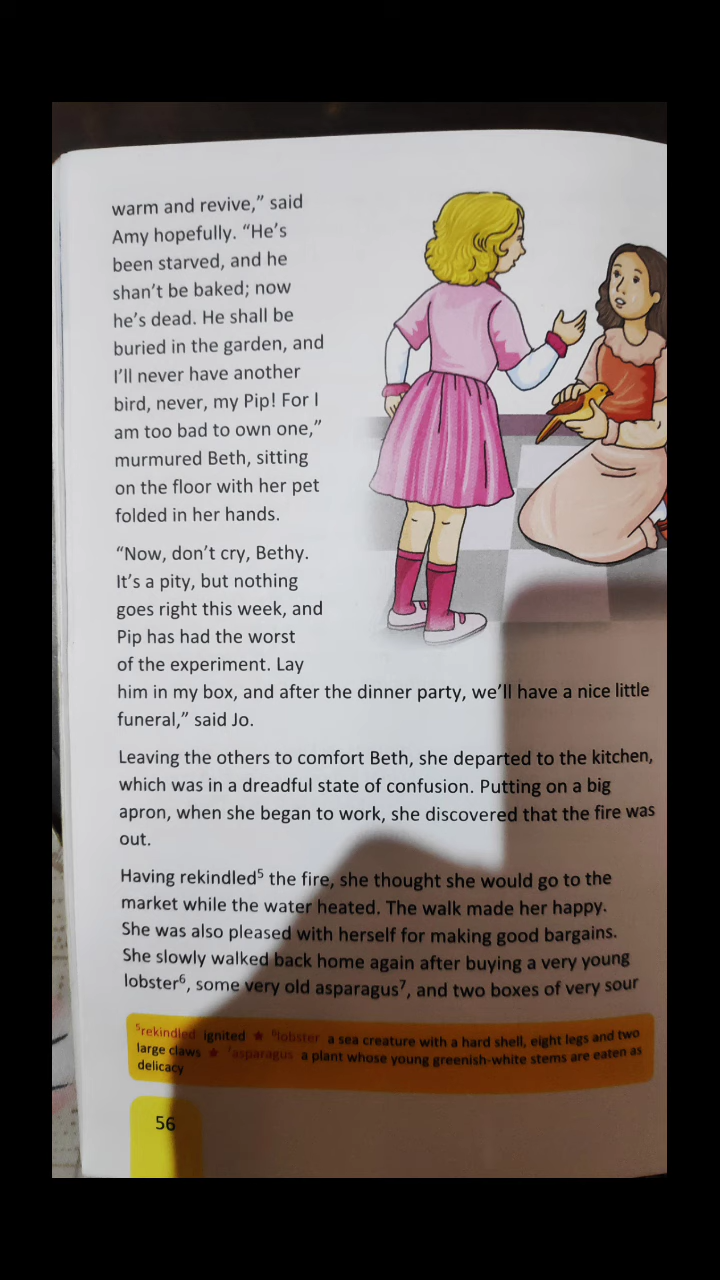 warm and revive,” said
Amy hopefully. “He’s
been starved, and he
shan’t be baked; now
he’s dead. He shall be
buried in the garden, and
I’ll never have another
bird, never, my Pip! For I
am too bad to own one,”
murmured Beth, sitting
on the floor with her pet
folded in her hands.
“Now, don’t cry, Bethy.
It’s a pity, but nothing
goes right this week, and
Pip has had the worst
of the experiment. Lay
him in my box, and after the dinner party, we’ll have a nice little
funeral,” said Jo.
Leaving the others to comfort Beth, she departed to the kitchen,
which was in a dreadful state of confusion. Putting on a big
apron, when she began to work, she discovered that the fire was
out.
Having rekindled⁵ the fire, she thought she would go to the
market while the water heated. The walk made her happy.
She was also pleased with herself for making good bargains.
She slowly walked back home again after buying a very young
lobster⁶, some very old asparagus⁷, and two boxes of very sour
⁵rekindled ignited ★ ⁶lobster a sea creature with a hard shell, eight legs and two
large claws ★ ⁷asparagus a plant whose young greenish-white stems are eaten as
delicacy
56